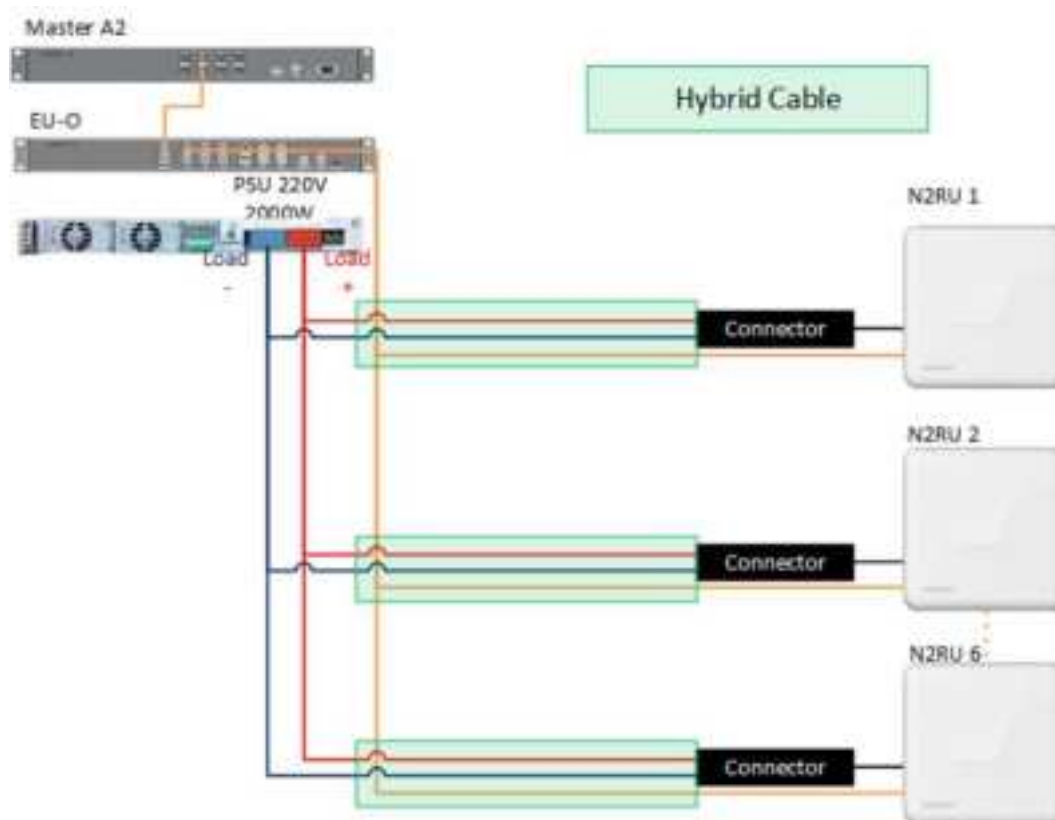 Master A2
Hybrid Cable
EU-O
PSU 220V
2000W
Load
-
Load
+
N2RU 1
Connector
N2RU 2
Connector
N2RU 6
Connector